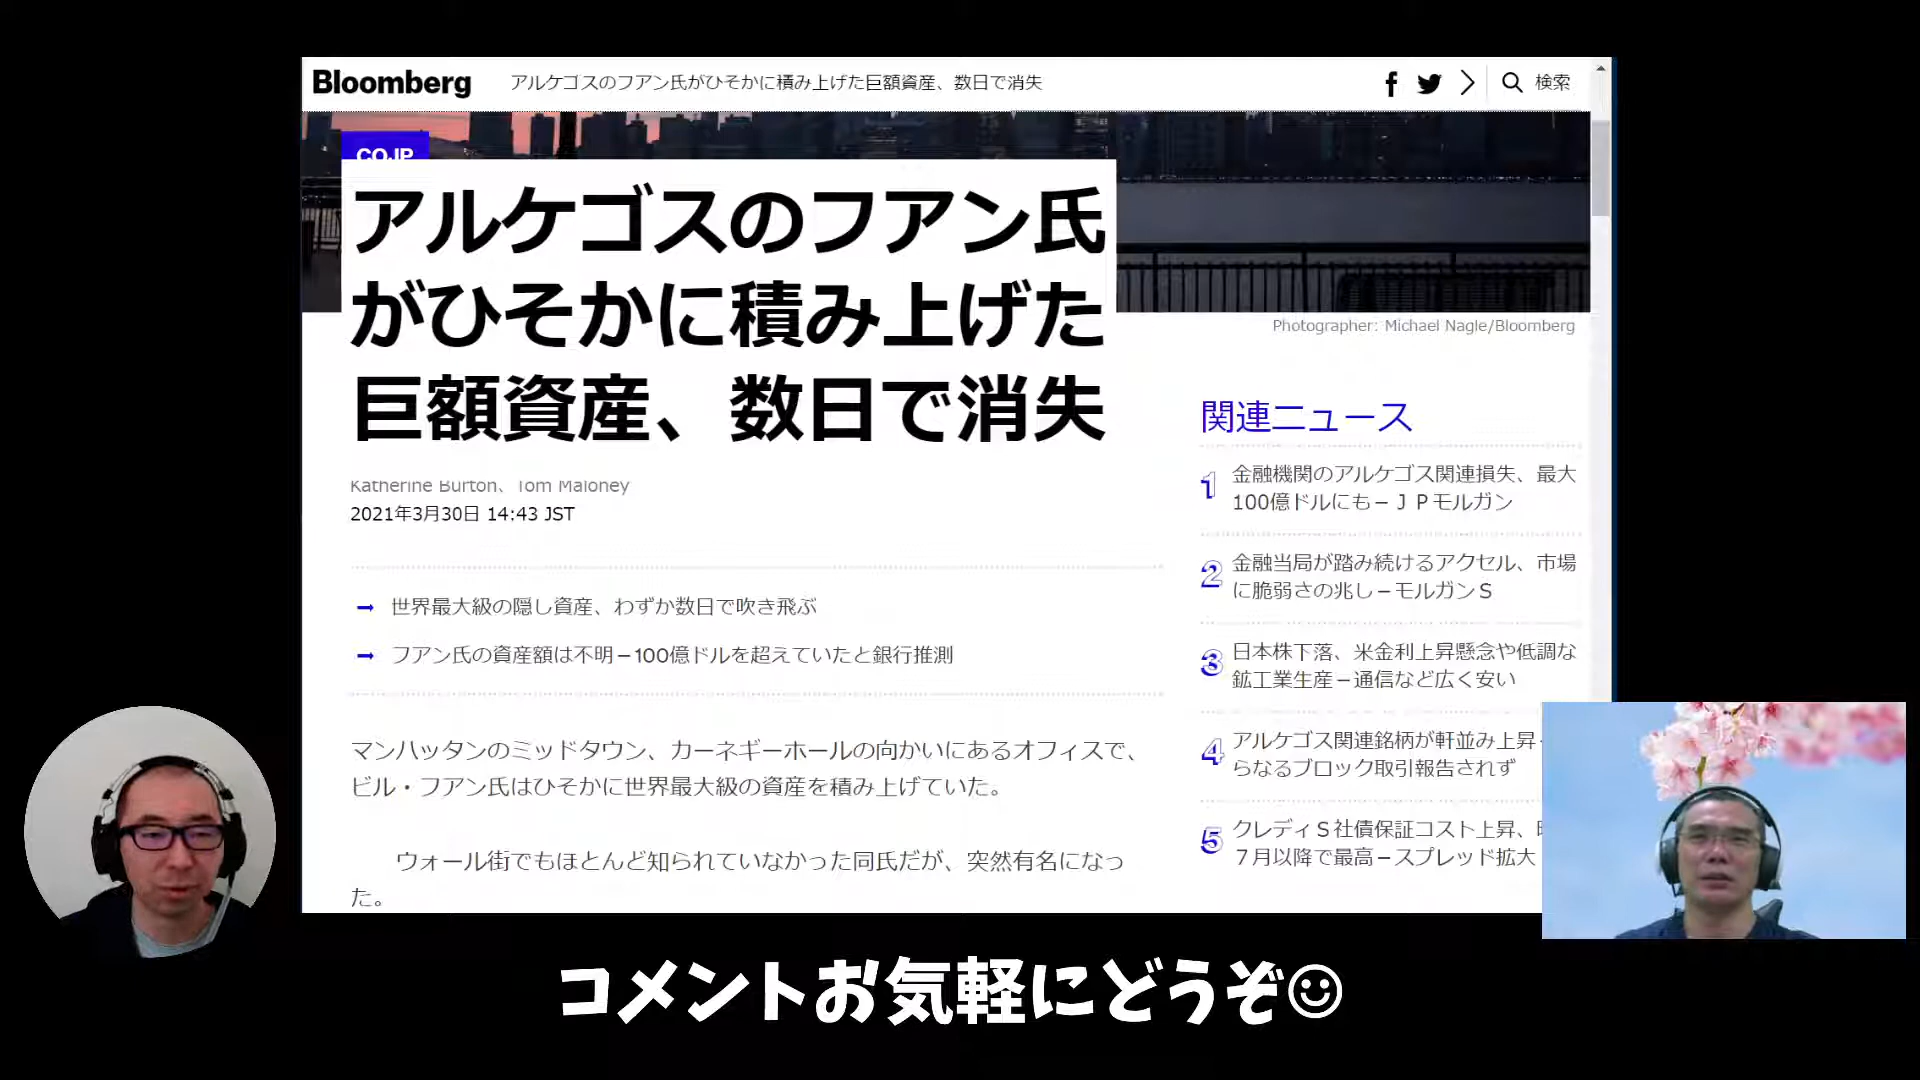 Bloomberg アルケゴスのフアン氏がひそかに積み上げた巨額資産、数日で消失 検索
COJP
アルケゴスのフアン氏
がひそかに積み上げた
巨額資産、数日で消失
Photographer: Michael Nagle/Bloomberg
Katherine Burton、Tom Maloney
2021年3月30日 14:43 JST
世界最大級の隠し資産、わずか数日で吹き飛ぶ
フアン氏の資産額は不明－100億ドルを超えていたと銀行推測
マンハッタンのミッドタウン、カーネギーホールの向かいにあるオフィスで、
ビル・フアン氏はひそかに世界最大級の資産を積み上げていた。
ウォール街でもほとんど知られていなかった同氏だが、突然有名になっ
た。
関連ニュース
1 金融機関のアルケゴス関連損失、最大
100億ドルにも－ＪＰモルガン
2 金融当局が踏み続けるアクセル、市場
に脆弱さの兆し－モルガンＳ
3 日本株下落、米金利上昇懸念や低調な
鉱工業生産－通信など広く安い
4 アルケゴス関連銘柄が軒並み上昇
らなるブロック取引報告されず
5 クレディＳ社債保証コスト上昇、
７月以降で最高－スプレッド拡大
コメントお気軽にどうぞ☺